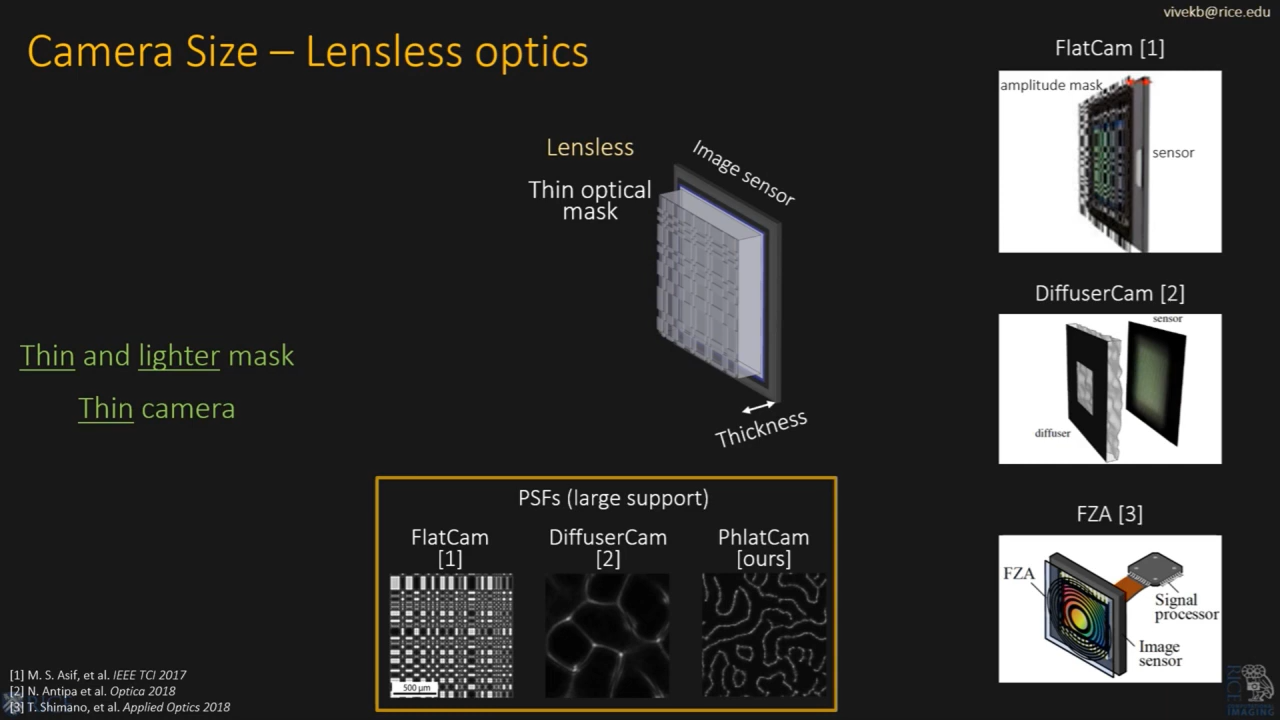 vivekb@rice.edu
Camera Size – Lensless optics
FlatCam [1]
amplitude mask
sensor
Lensless
Thin optical
mask
Image sensor
Thickness
DiffuserCam [2]
sensor
diffuser
Thin and lighter mask
Thin camera
PSFs (large support)
FlatCam
[1]
DiffuserCam
[2]
PhlatCam
[ours]
500 µm
FZA [3]
FZA
Signal
processor
Image
sensor
[1] M. S. Asif, et al. IEEE TCI 2017
[2] N. Antipa et al. Optica 2018
[3] T. Shimano, et al. Applied Optics 2018
RICE
IMAGING